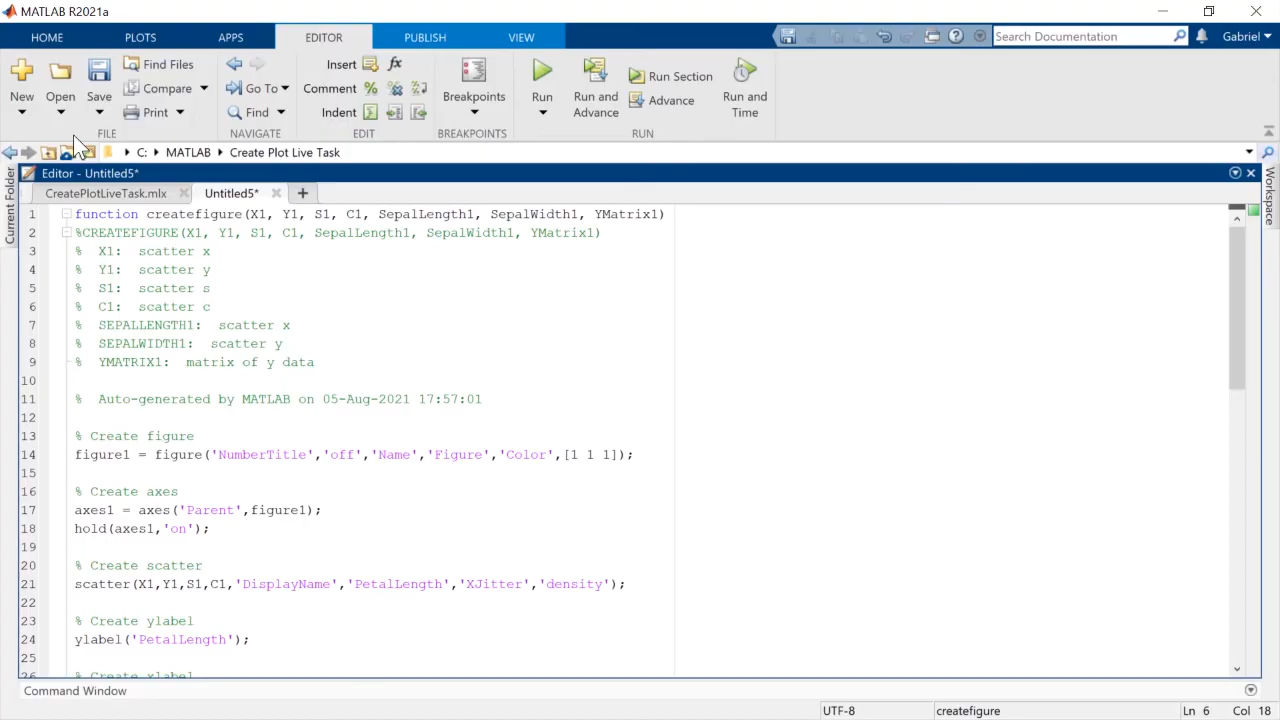 MATLAB R2021a
HOME PLOTS APPS EDITOR PUBLISH VIEW Search Documentation Gabriel
New Open Save Find Files Compare Print
FILE
Go To Find
NAVIGATE
Insert fx
Comment %
Indent
EDIT
Breakpoints
BREAKPOINTS
Run Run and Advance Run Section Advance Run and Time
RUN
C: MATLAB Create Plot Live Task
Current Folder
Workspace
Editor - Untitled5*
CreatePlotLiveTask.mlx Untitled5* +
1 function createfigure(X1, Y1, S1, C1, SepalLength1, SepalWidth1, YMatrix1)
2 %CREATEFIGURE(X1, Y1, S1, C1, SepalLength1, SepalWidth1, YMatrix1)
3 % X1: scatter x
4 % Y1: scatter y
5 % S1: scatter s
6 % C1: scatter c
7 % SEPALLENGTH1: scatter x
8 % SEPALWIDTH1: scatter y
9 % YMATRIX1: matrix of y data
10
11 % Auto-generated by MATLAB on 05-Aug-2021 17:57:01
12
13 % Create figure
14 figure1 = figure('NumberTitle','off','Name','Figure','Color',[1 1 1]);
15
16 % Create axes
17 axes1 = axes('Parent',figure1);
18 hold(axes1,'on');
19
20 % Create scatter
21 scatter(X1,Y1,S1,C1,'DisplayName','PetalLength','XJitter','density');
22
23 % Create ylabel
24 ylabel('PetalLength');
25
26 % Create xlabel
Command Window
UTF-8 createfigure Ln 6 Col 18